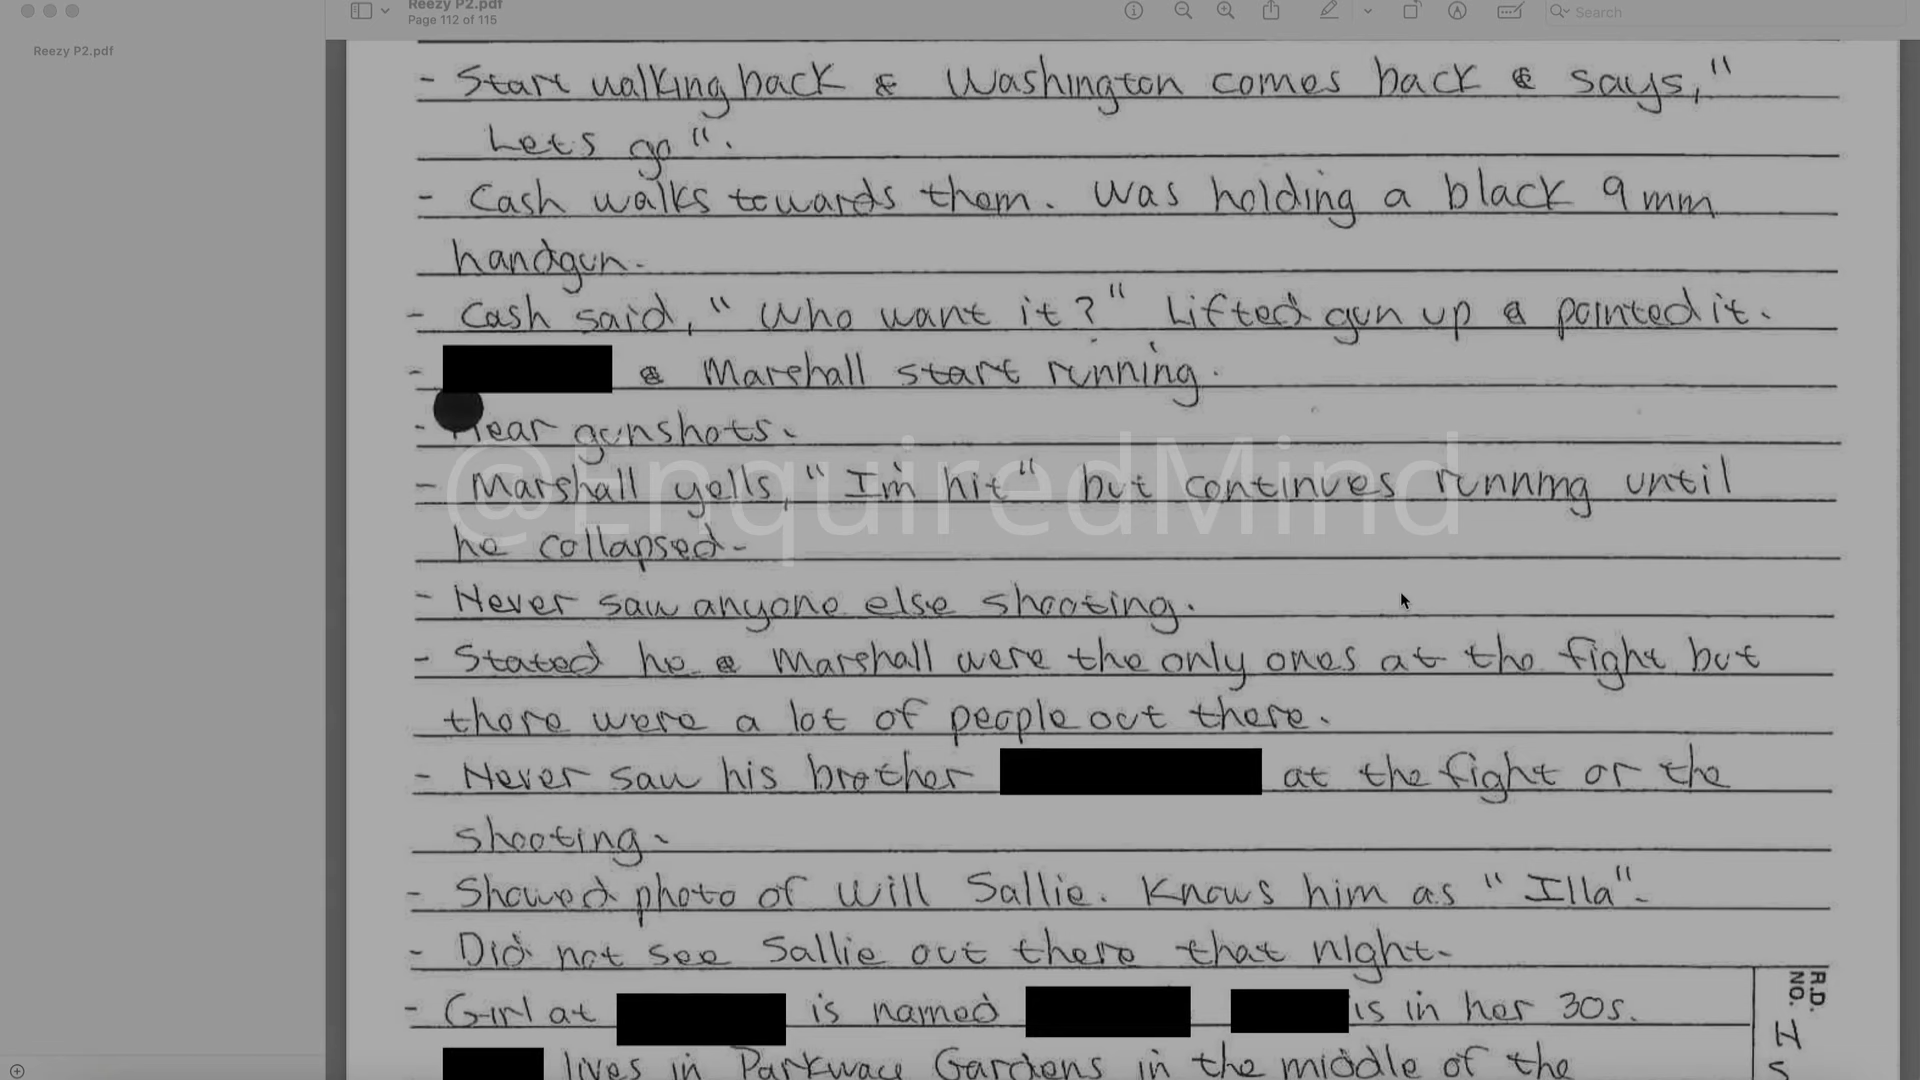 Reezy P2.pdf
Page 112 of 115
Search
Reezy P2.pdf
- Start walking back & Washington comes back & says, "
Lets go".
- Cash walks towards them. Was holding a black 9mm
handgun.
- Cash said, "Who want it?" Lifted gun up & pointed it.
- & Marshall start running.
- Hear gunshots.
@EnquiredMind
- Marshall yells, "I'm hit" but continues running until
he collapsed.
- Never saw anyone else shooting.
- Stated he & Marshall were the only ones at the fight but
there were a lot of people out there.
- Never saw his brother at the fight or the
shooting.
- Showed photo of Will Sallie. Knows him as "Illa".
- Did not see Sallie out there that night.
- Girl at is named is in her 30s.
lives in Parkway Gardens in the middle of the
R.D.
NO. H